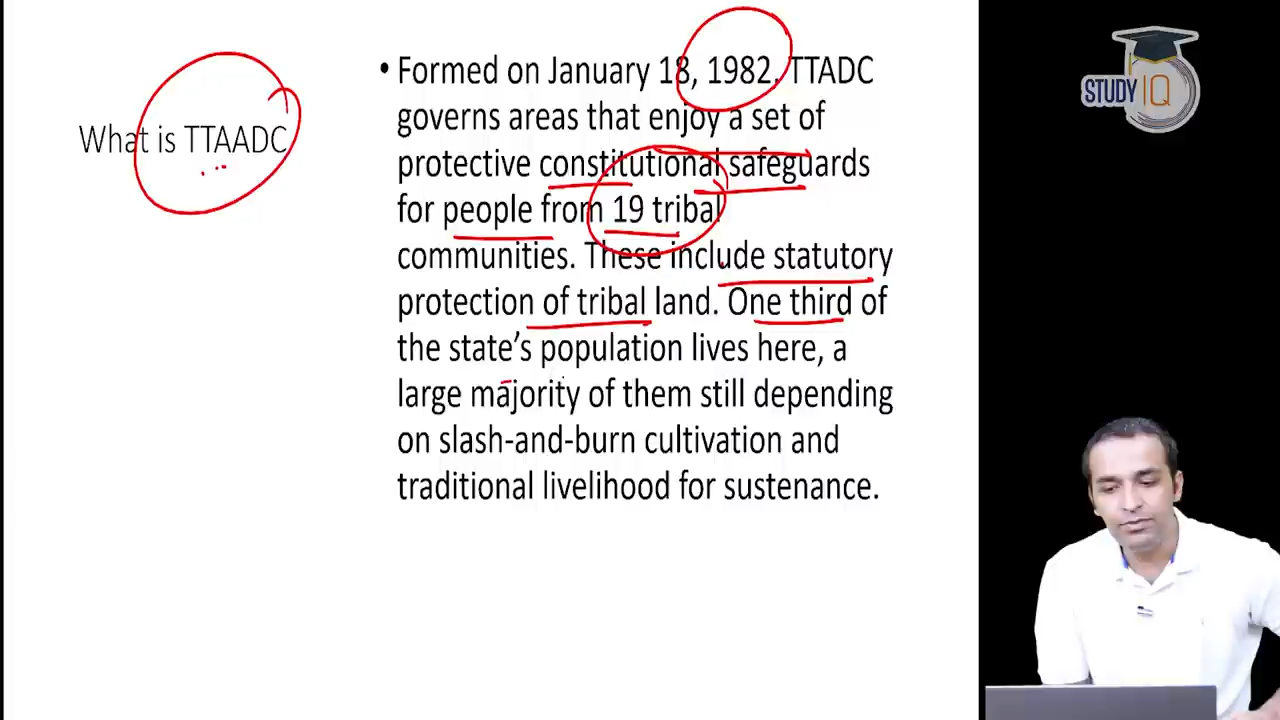 What is TTAADC
• Formed on January 18, 1982, TTADC
governs areas that enjoy a set of
protective constitutional safeguards
for people from 19 tribal
communities. These include statutory
protection of tribal land. One third of
the state’s population lives here, a
large majority of them still depending
on slash-and-burn cultivation and
traditional livelihood for sustenance.
STUDY IQ